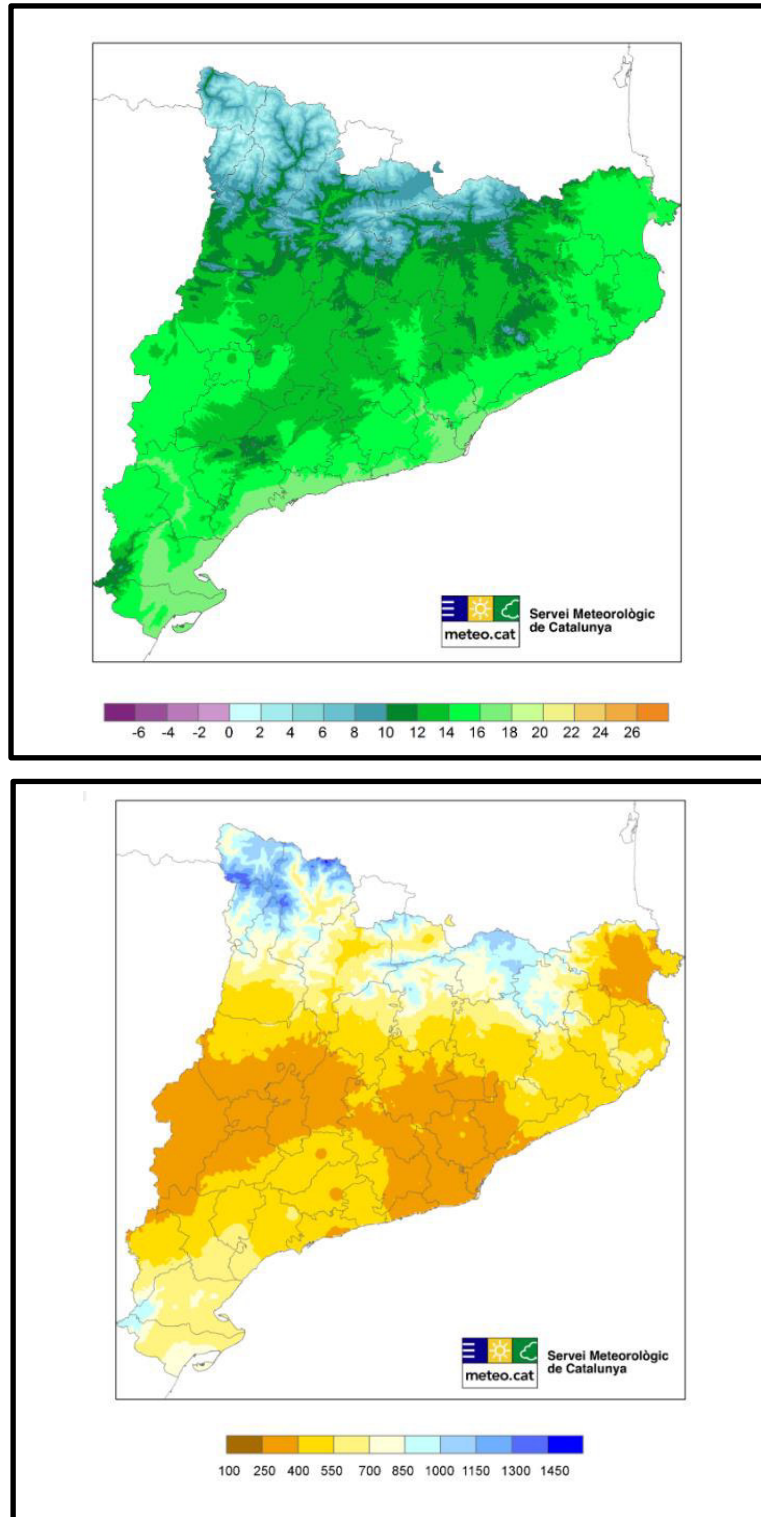 meteo.cat
Servei Meteorològic
de Catalunya
-6 -4 -2 0 2 4 6 8 10 12 14 16 18 20 22 24 26
meteo.cat
Servei Meteorològic
de Catalunya
100 250 400 550 700 850 1000 1150 1300 1450